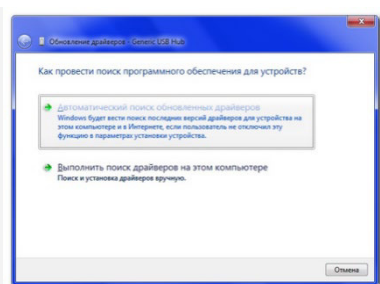 Обновление драйверов - Generic USB Hub
Как провести поиск программного обеспечения для устройств?
Автоматический поиск обновленных драйверов
Windows будет вести поиск последних версий драйверов для устройства на
этом компьютере и в Интернете, если пользователь не отключил эту
функцию в параметрах установки устройства.
Выполнить поиск драйверов на этом компьютере
Поиск и установка драйверов вручную.
Отмена